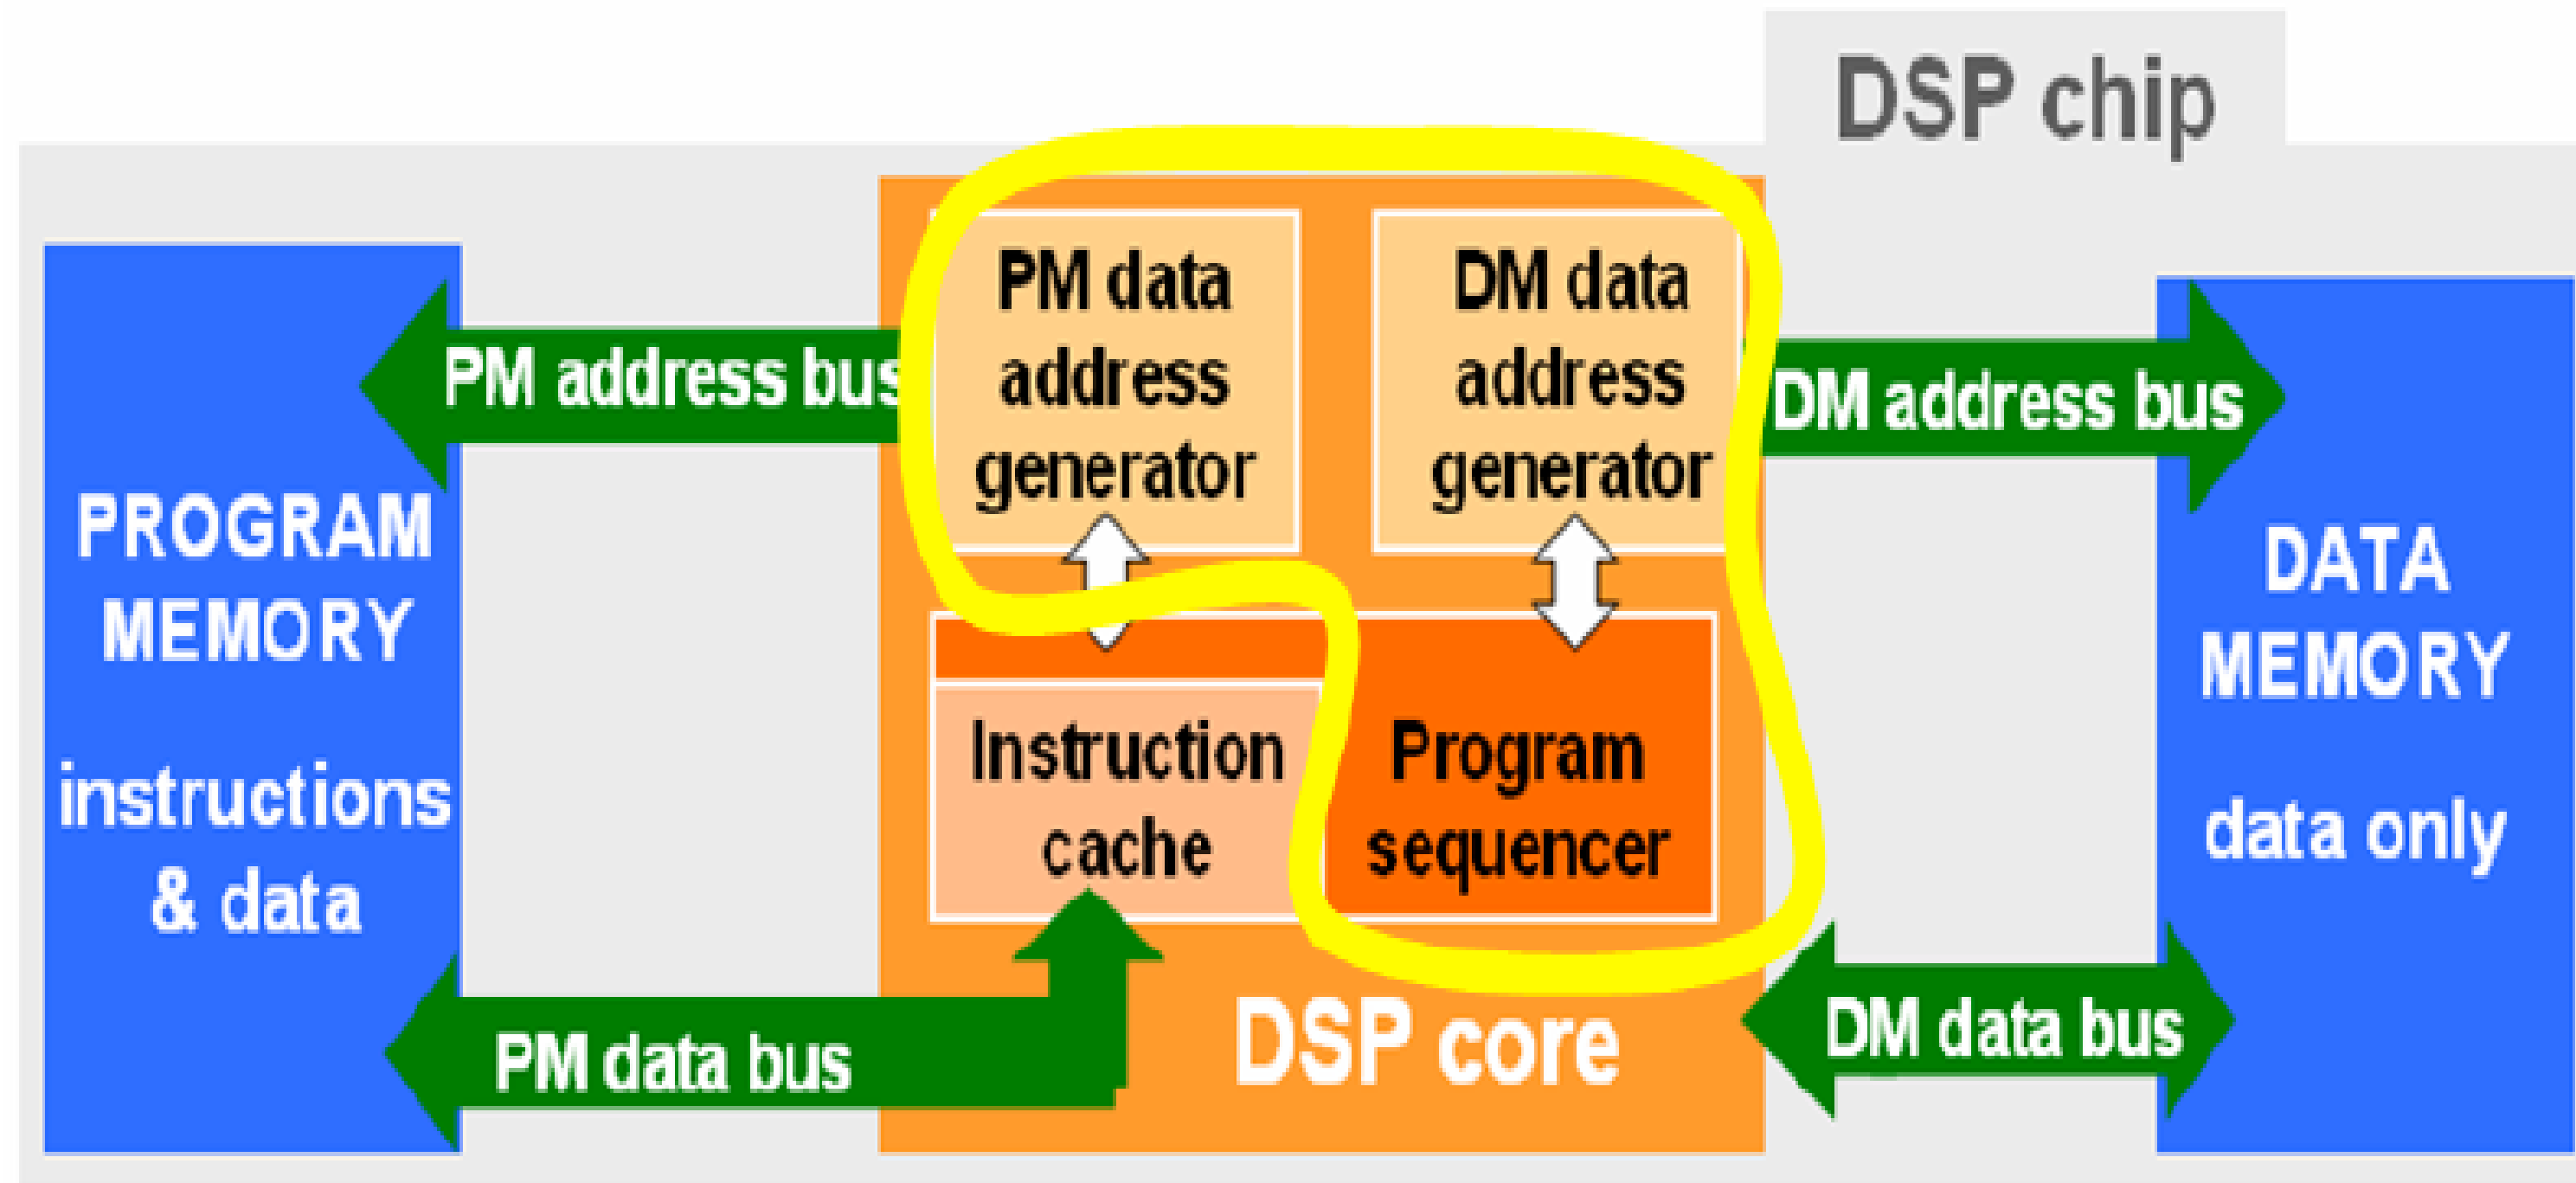 DSP chip
PM data
address
generator
DM data
address
generator
PM address bus
DM address bus
PROGRAM
MEMORY
instructions
& data
DATA
MEMORY
data only
Instruction
cache
Program
sequencer
PM data bus
DSP core
DM data bus